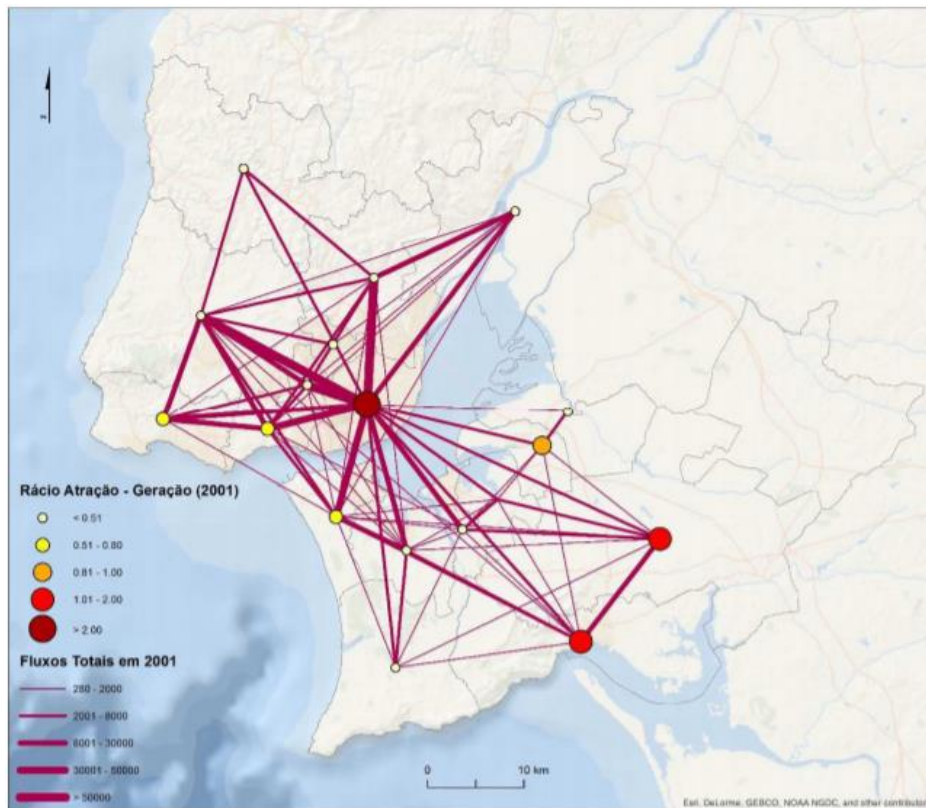 Rácio Atração - Geração (2001)
< 0.51
0.51 - 0.80
0.81 - 1.00
1.01 - 2.00
> 2.00
Fluxos Totais em 2001
280 - 2000
2001 - 8000
8001 - 30000
30001 - 50000
> 50000
0 10 km
Esri, DeLorme, GEBCO, NOAA NGDC, and other contributor